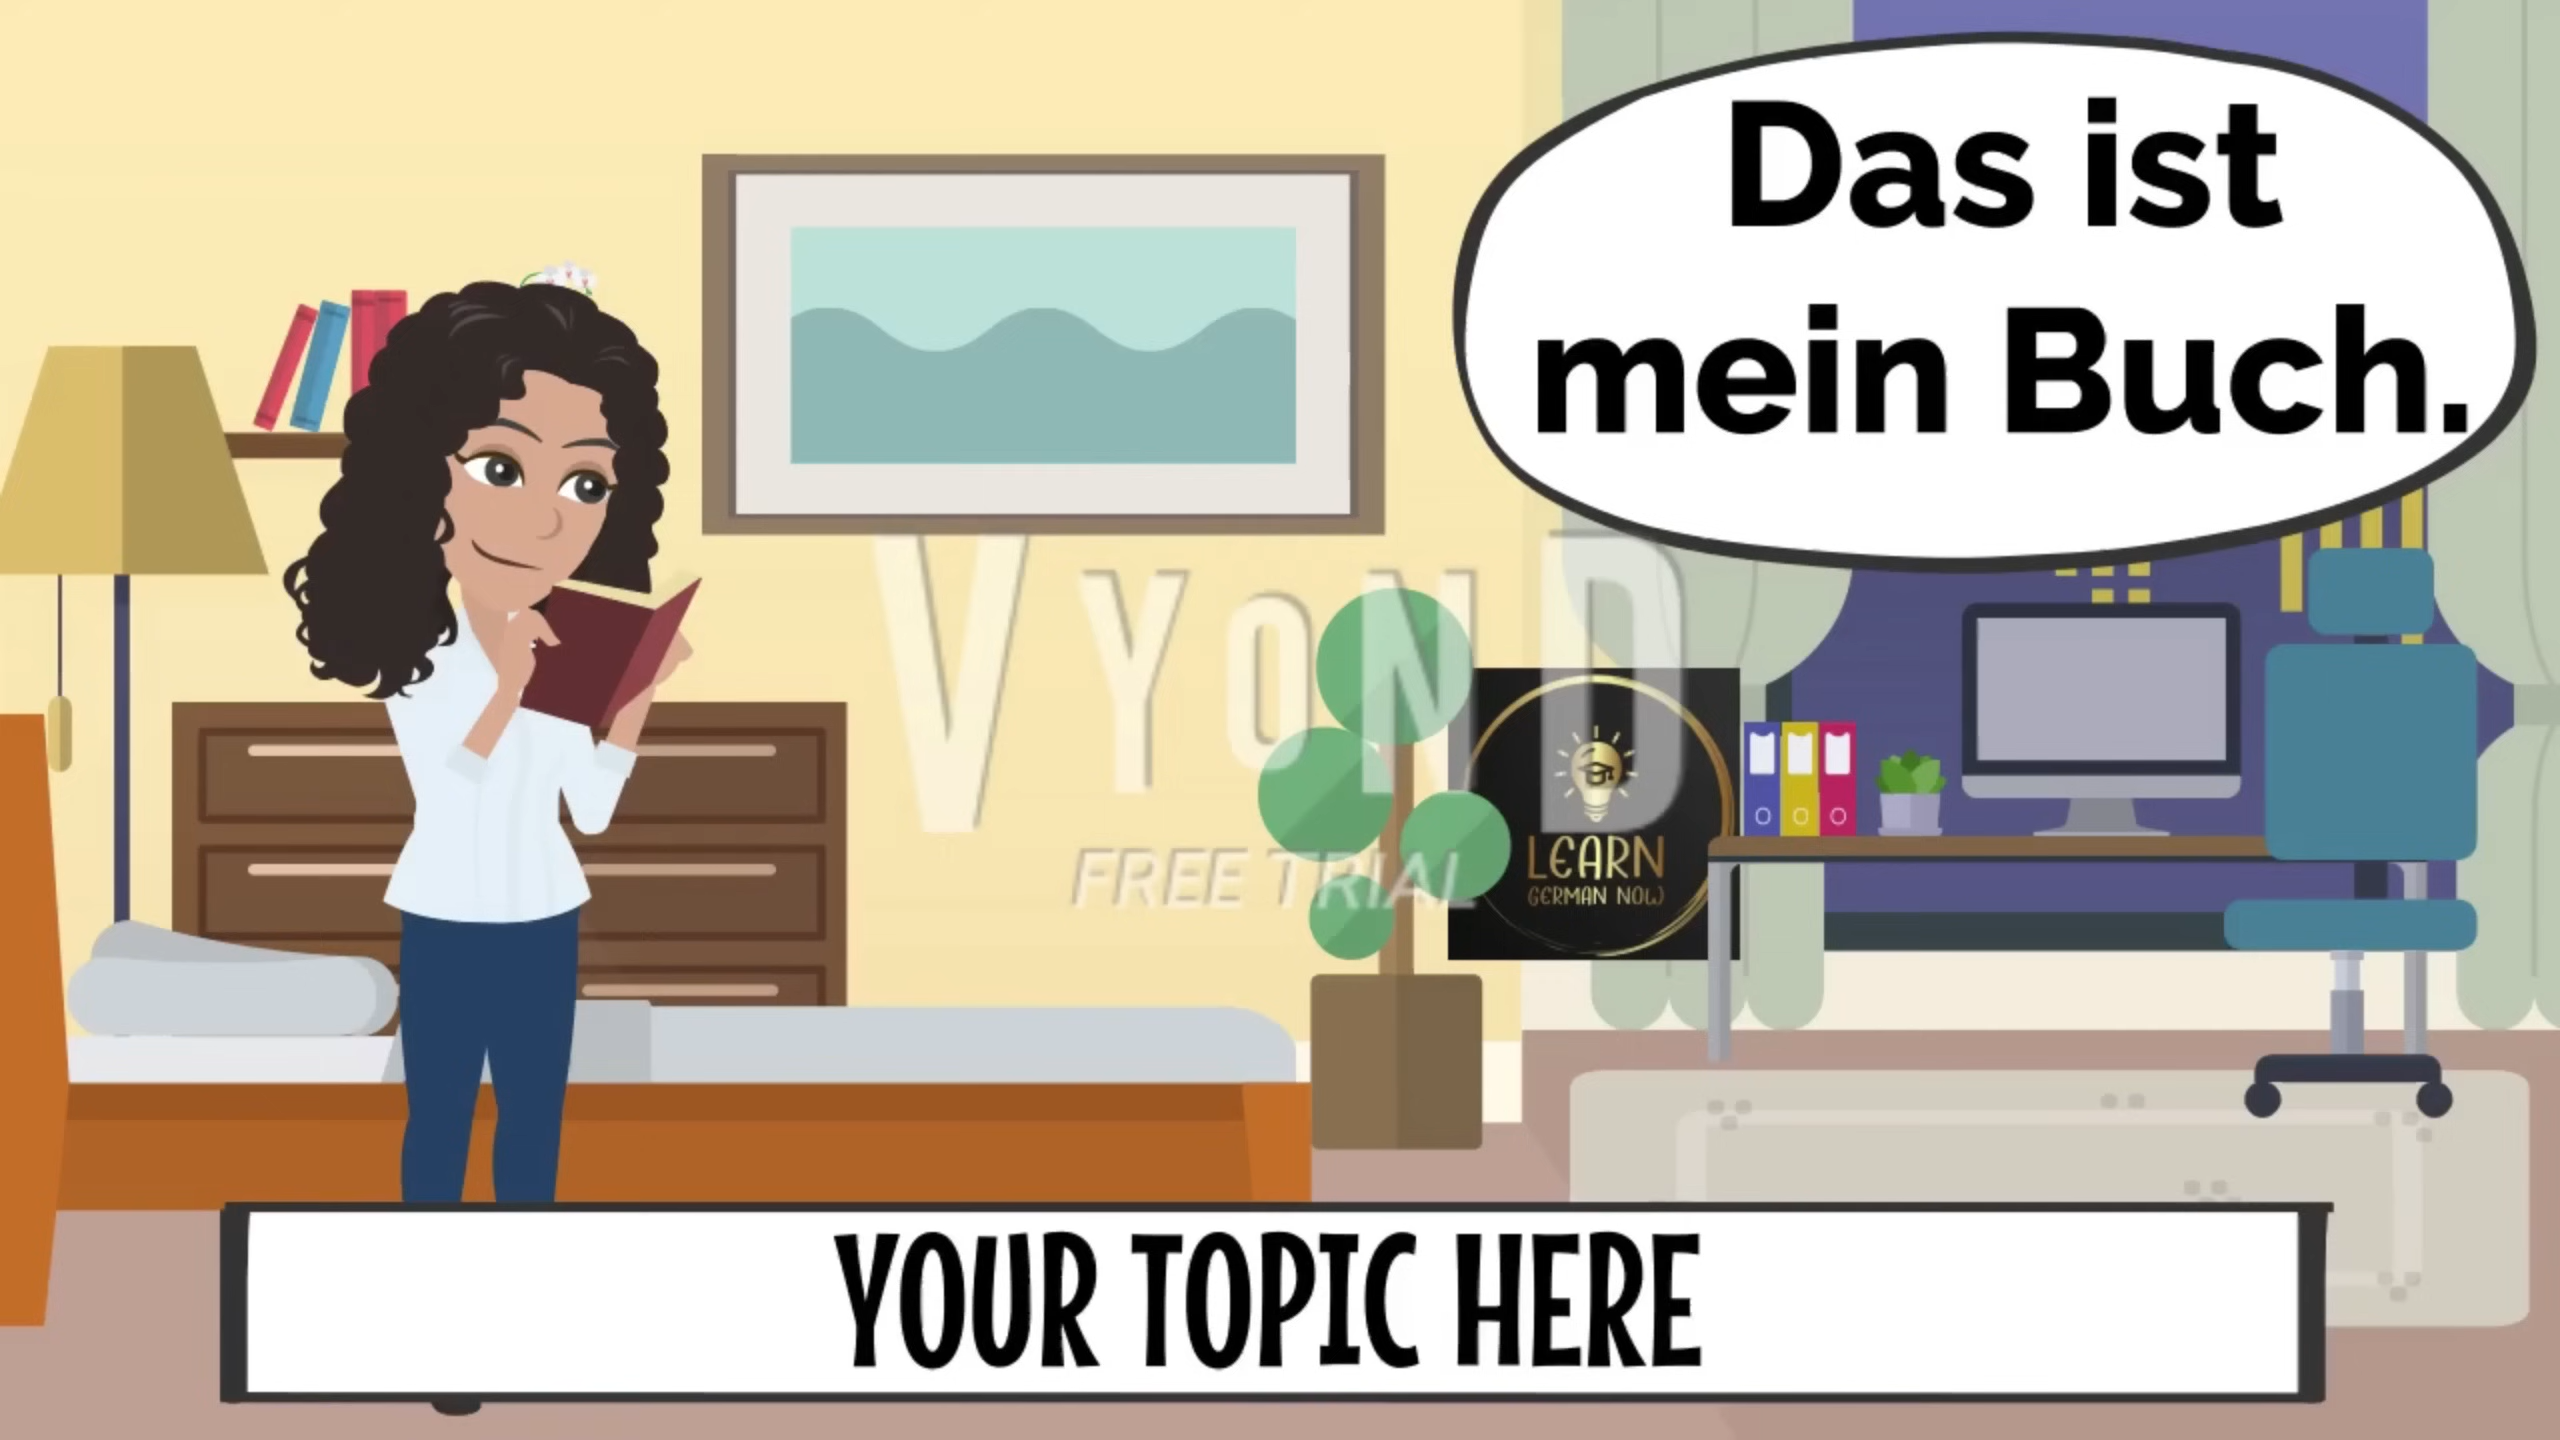 Das ist
mein Buch.
VYOND
FREE TRIAL
LEARN
GERMAN NOW
YOUR TOPIC HERE